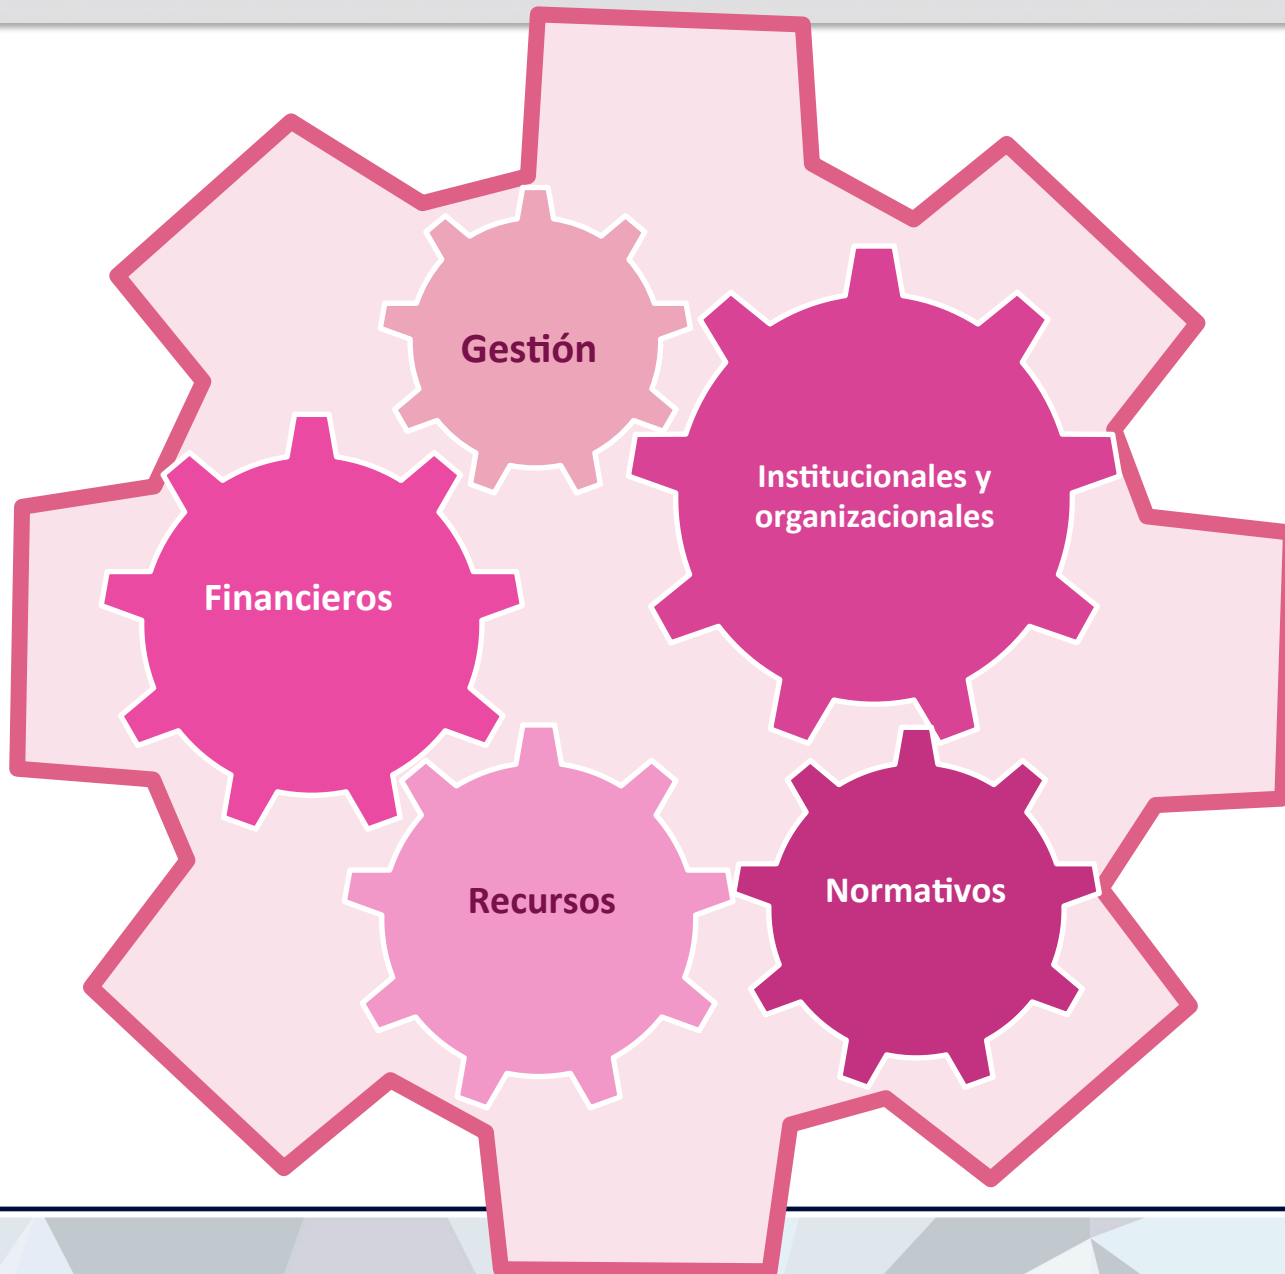 Gestión
Institucionales y
organizacionales
Financieros
Recursos
Normativos